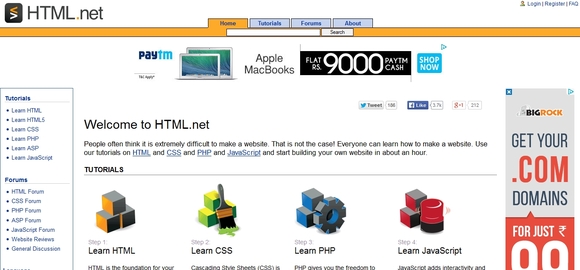 HTML.net
Login | Register | FAQ
Home Tutorials Forums About
Search
paytm
Apple
MacBooks
FLAT RS. 9000 PAYTM CASH
SHOP NOW
Tutorials
Learn HTML
Learn HTML5
Learn CSS
Learn PHP
Learn ASP
Learn JavaScript
Forums
HTML Forum
CSS Forum
PHP Forum
ASP Forum
JavaScript Forum
Website Reviews
General Discussion
Tweet 186 Like 3.7k +1 212
Welcome to HTML.net
People often think it is extremely difficult to make a website. That is not the case! Everyone can learn how to make a website. Use
our tutorials on HTML and CSS and PHP and JavaScript and start building your own website in about an hour.
TUTORIALS
Step 1:
Learn HTML
HTML is the foundation for your
Step 2:
Learn CSS
Cascading Style Sheets (CSS) is
Step 3:
Learn PHP
PHP gives you the freedom to
Step 4:
Learn JavaScript
JavaScript adds interactivity and
BIGROCK
GET YOUR
.COM
DOMAINS
FOR JUST ₹
99